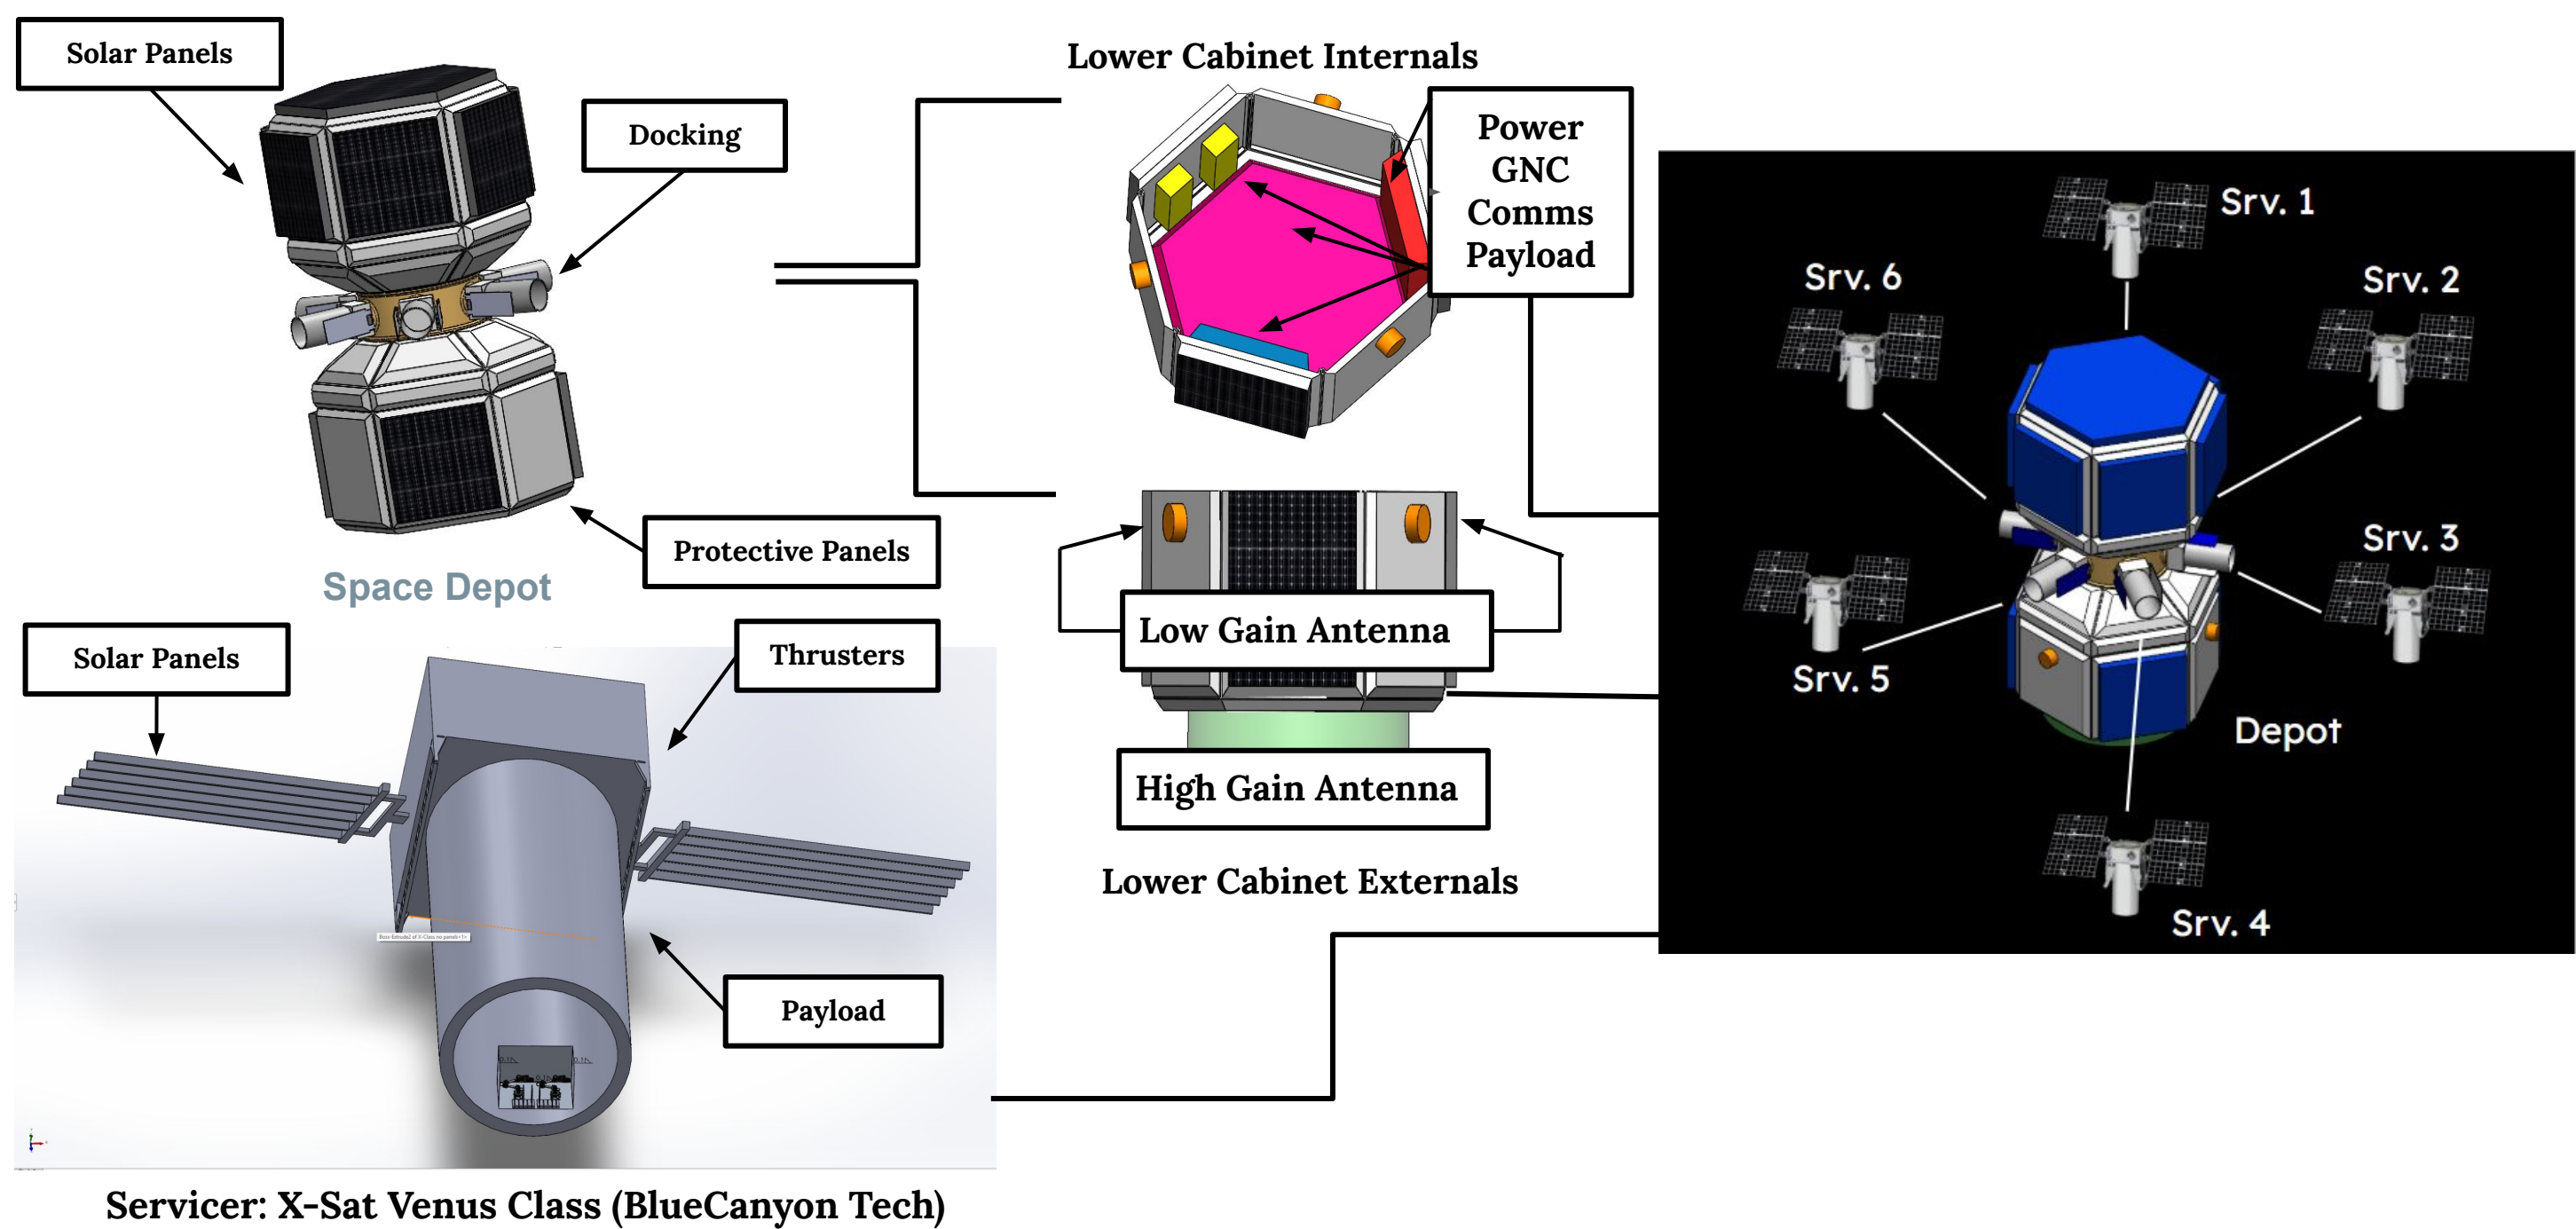 Solar Panels
Docking
Protective Panels
Space Depot
Lower Cabinet Internals
Power
GNC
Comms
Payload
Low Gain Antenna
High Gain Antenna
Lower Cabinet Externals
Solar Panels
Thrusters
Payload
Servicer: X-Sat Venus Class (BlueCanyon Tech)
Srv. 1
Srv. 6
Srv. 2
Srv. 3
Srv. 5
Depot
Srv. 4